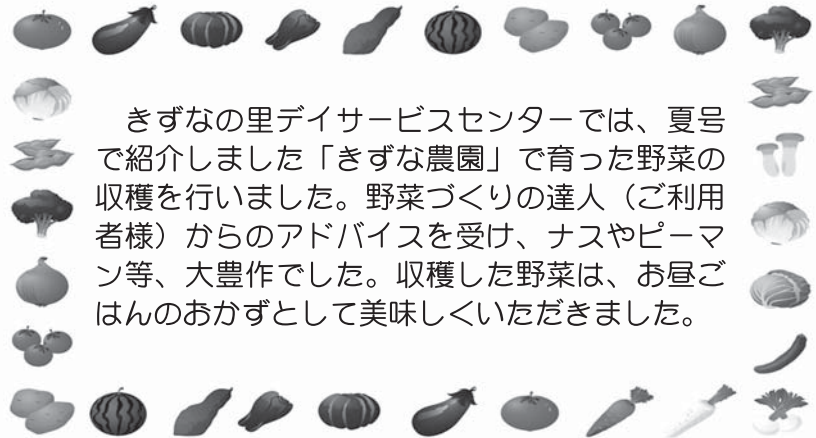 きずなの里デイサービスセンターでは、夏号
で紹介しました「きずな農園」で育った野菜の
収穫を行いました。野菜づくりの達人（ご利用
者様）からのアドバイスを受け、ナスやピーマ
ン等、大豊作でした。収穫した野菜は、お昼ご
はんのおかずとして美味しくいただきました。